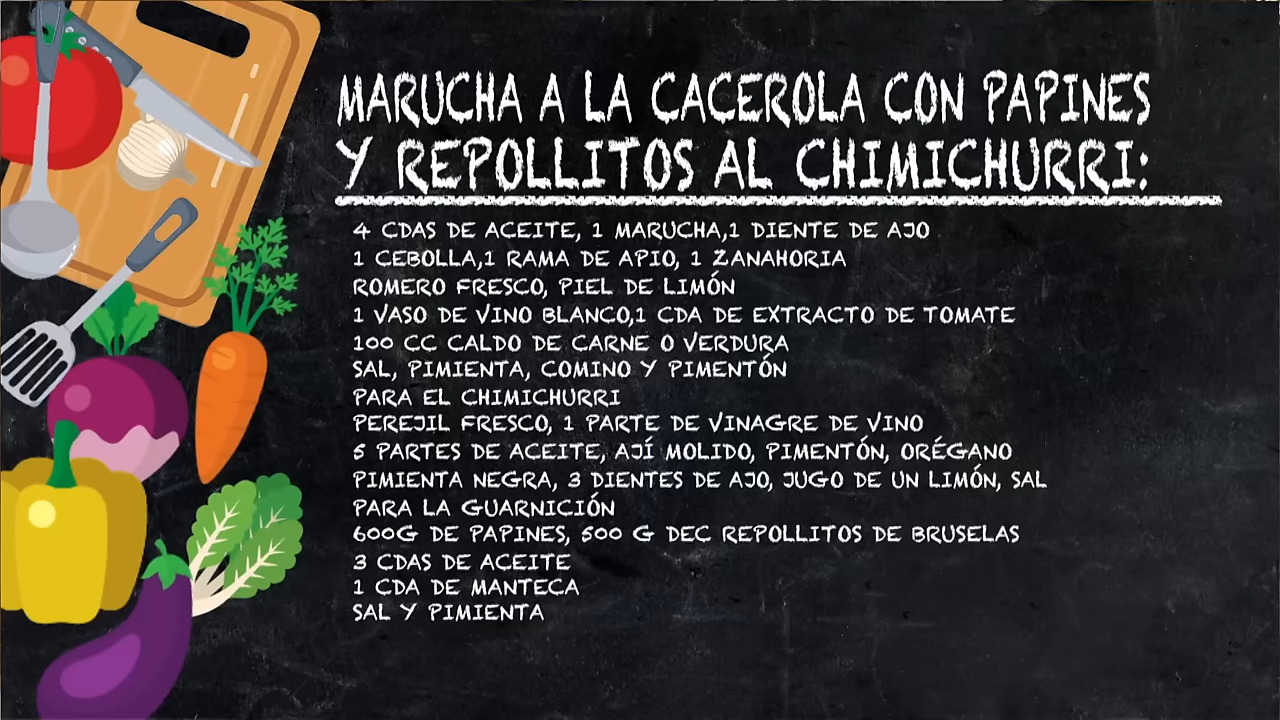 MARUCHA A LA CACEROLA CON PAPINES
Y REPOLLITOS AL CHIMICHURRI:
4 CDAS DE ACEITE, 1 MARUCHA,1 DIENTE DE AJO
1 CEBOLLA,1 RAMA DE APIO, 1 ZANAHORIA
ROMERO FRESCO, PIEL DE LIMÓN
1 VASO DE VINO BLANCO,1 CDA DE EXTRACTO DE TOMATE
100 CC CALDO DE CARNE O VERDURA
SAL, PIMIENTA, COMINO Y PIMENTÓN
PARA EL CHIMICHURRI
PEREJIL FRESCO, 1 PARTE DE VINAGRE DE VINO
5 PARTES DE ACEITE, AJÍ MOLIDO, PIMENTÓN, ORÉGANO
PIMIENTA NEGRA, 3 DIENTES DE AJO, JUGO DE UN LIMÓN, SAL
PARA LA GUARNICIÓN
600G DE PAPINES, 500 G DEC REPOLLITOS DE BRUSELAS
3 CDAS DE ACEITE
1 CDA DE MANTECA
SAL Y PIMIENTA